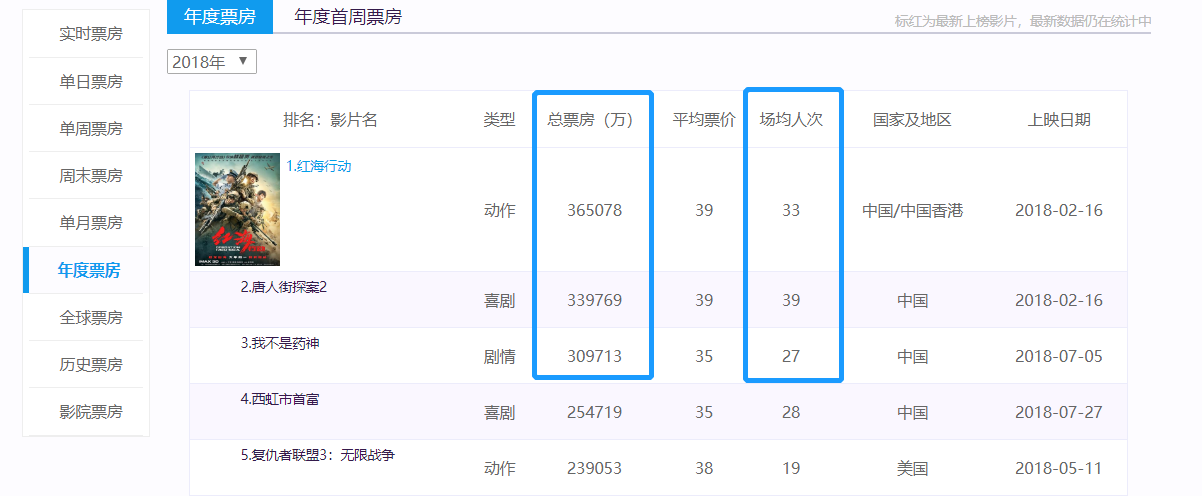 年度票房 年度首周票房
标红为最新上榜影片，最新数据仍在统计中
实时票房
单日票房
单周票房
周末票房
单月票房
年度票房
全球票房
历史票房
影院票房
2018年
排名：影片名 类型 总票房（万） 平均票价 场均人次 国家及地区 上映日期
1.红海行动 动作 365078 39 33 中国/中国香港 2018-02-16
红海
2.唐人街探案2 喜剧 339769 39 39 中国 2018-02-16
3.我不是药神 剧情 309713 35 27 中国 2018-07-05
4.西虹市首富 喜剧 254719 35 28 中国 2018-07-27
5.复仇者联盟3：无限战争 动作 239053 38 19 美国 2018-05-11